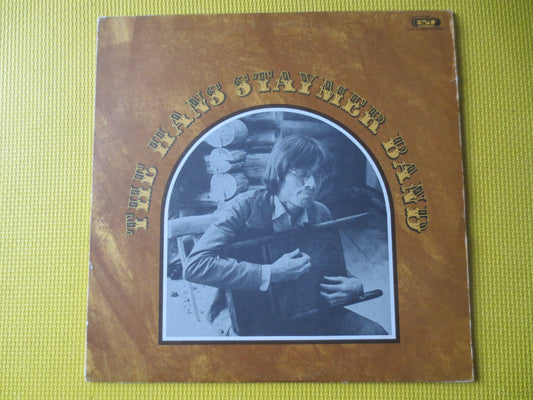 THE HANS STAYMER BAND